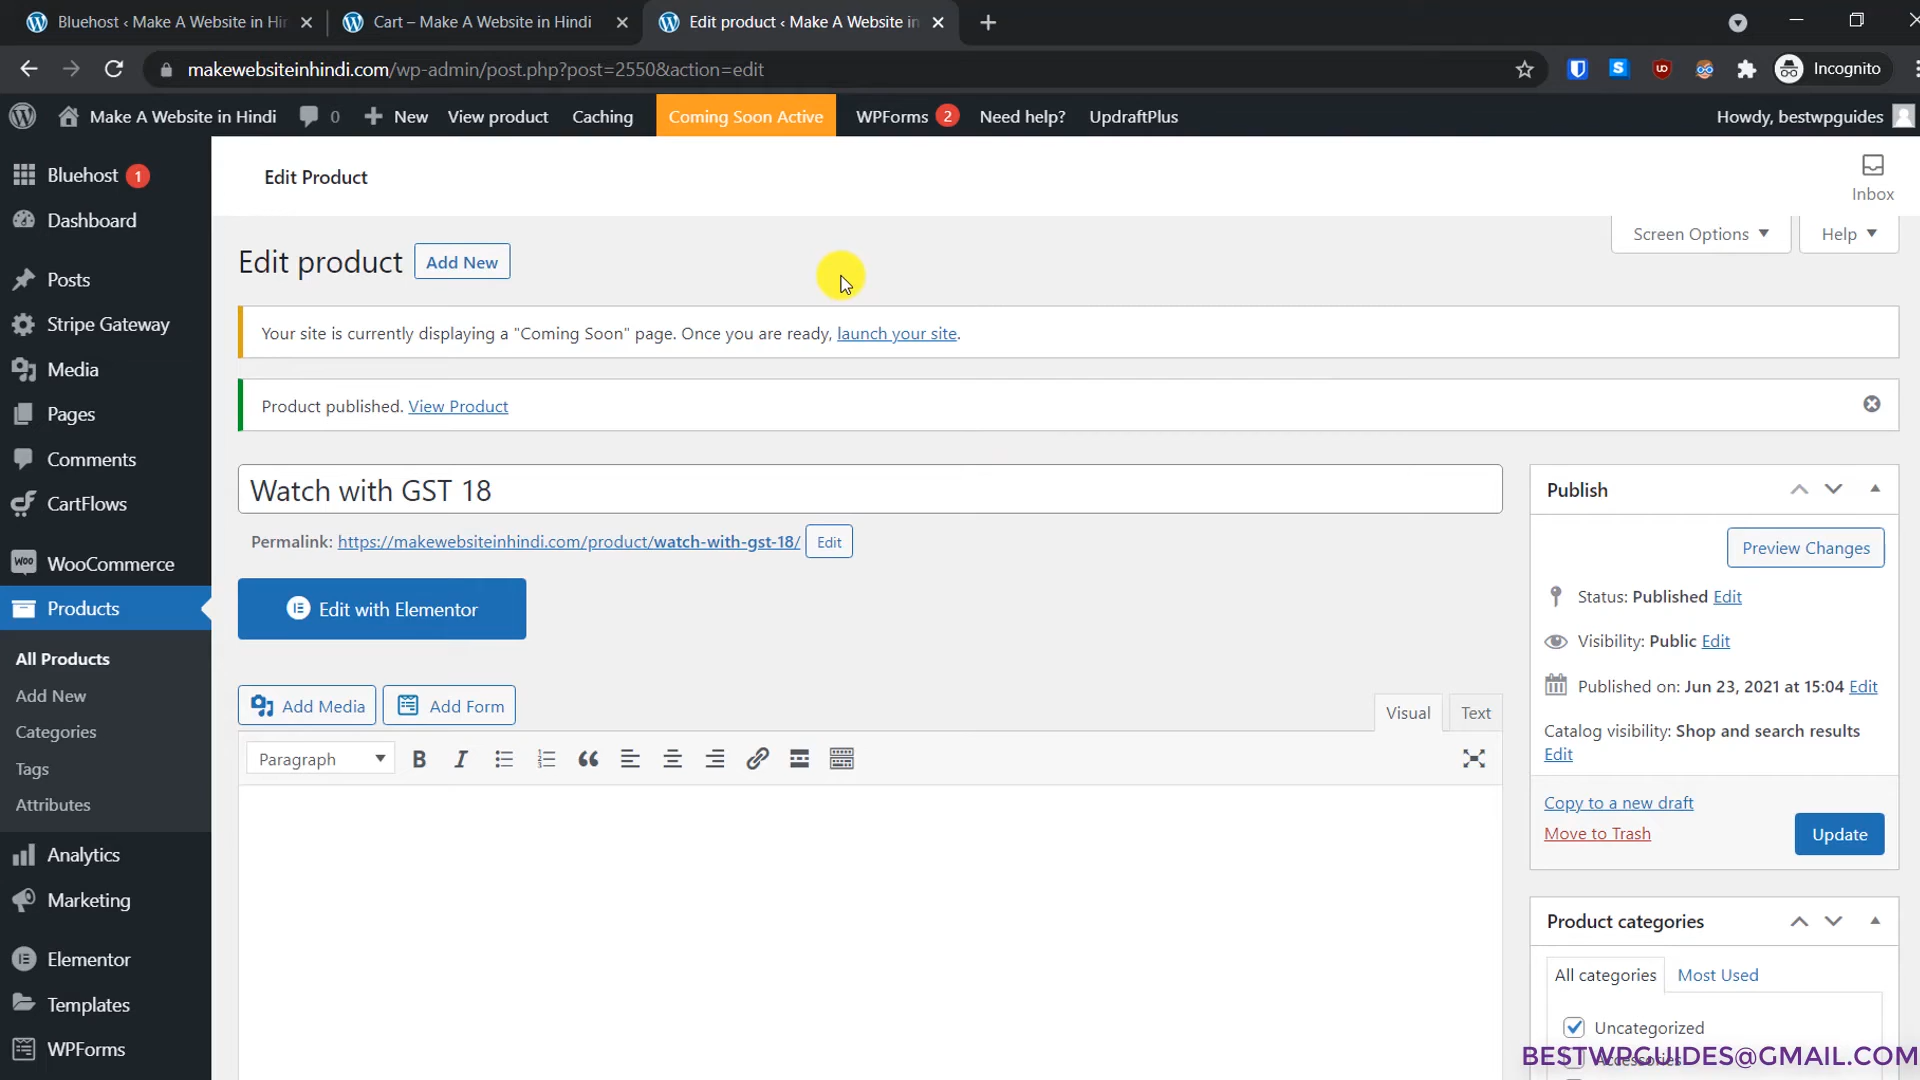 Bluehost ‹ Make A Website in Hi
Cart – Make A Website in Hindi
Edit product ‹ Make A Website in
makewebsiteinhindi.com/wp-admin/post.php?post=2550&action=edit
Incognito
Make A Website in Hindi
0
New
View product
Caching
Coming Soon Active
WPForms 2
Need help?
UpdraftPlus
Howdy, bestwpguides
Bluehost 1
Dashboard
Posts
Stripe Gateway
Media
Pages
Comments
CartFlows
WooCommerce
Products
All Products
Add New
Categories
Tags
Attributes
Analytics
Marketing
Elementor
Templates
WPForms
Edit Product
Inbox
Screen Options
Help
Edit product
Add New
Your site is currently displaying a "Coming Soon" page. Once you are ready, launch your site.
Product published. View Product
Watch with GST 18
Permalink: https://makewebsiteinhindi.com/product/watch-with-gst-18/
Edit
Edit with Elementor
Add Media
Add Form
Visual
Text
Paragraph
Publish
Preview Changes
Status: Published Edit
Visibility: Public Edit
Published on: Jun 23, 2021 at 15:04 Edit
Catalog visibility: Shop and search results
Edit
Copy to a new draft
Move to Trash
Update
Product categories
All categories
Most Used
Uncategorized
Accessories
BESTWPGUIDES@GMAIL.COM